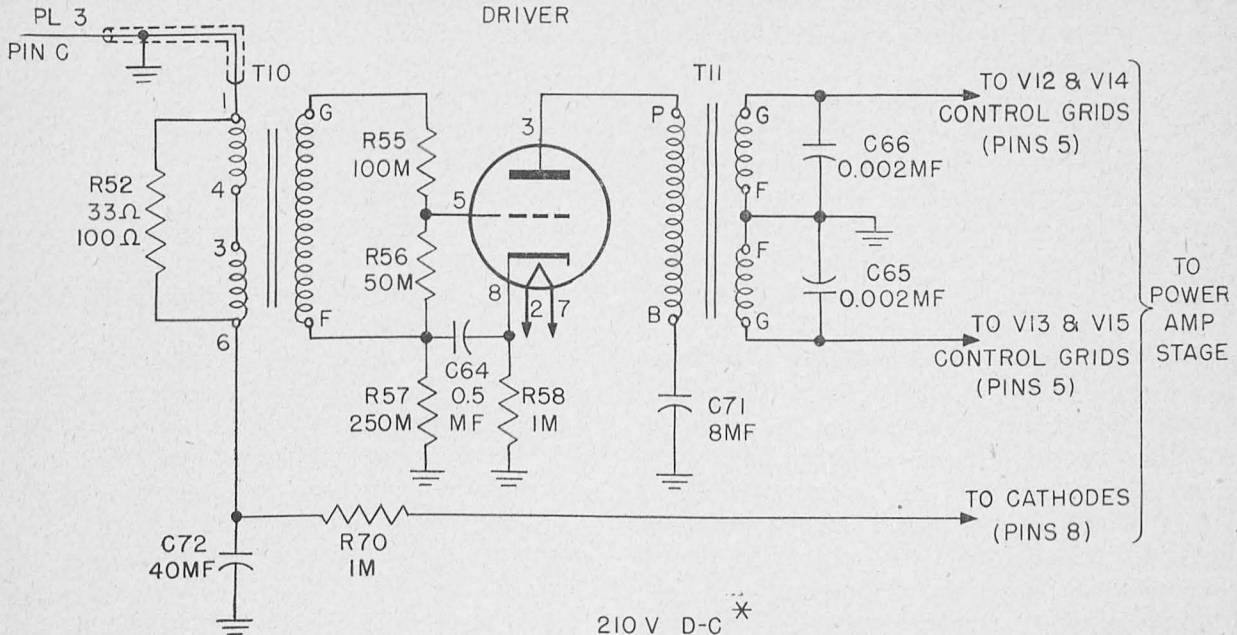 DRIVER
PL 3
PIN C
T10
T11
1
4
3
6
R52
33Ω
100Ω
G
F
R55
100M
R56
50M
R57
250M
C64
0.5
MF
R58
1M
3
5
8
2
7
P
B
C71
8MF
G
F
F
G
C66
0.002MF
C65
0.002MF
TO V12 & V14
CONTROL GRIDS
(PINS 5)
TO V13 & V15
CONTROL GRIDS
(PINS 5)
TO
POWER
AMP
STAGE
TO CATHODES
(PINS 8)
C72
40MF
R70
1M
210 V D-C *